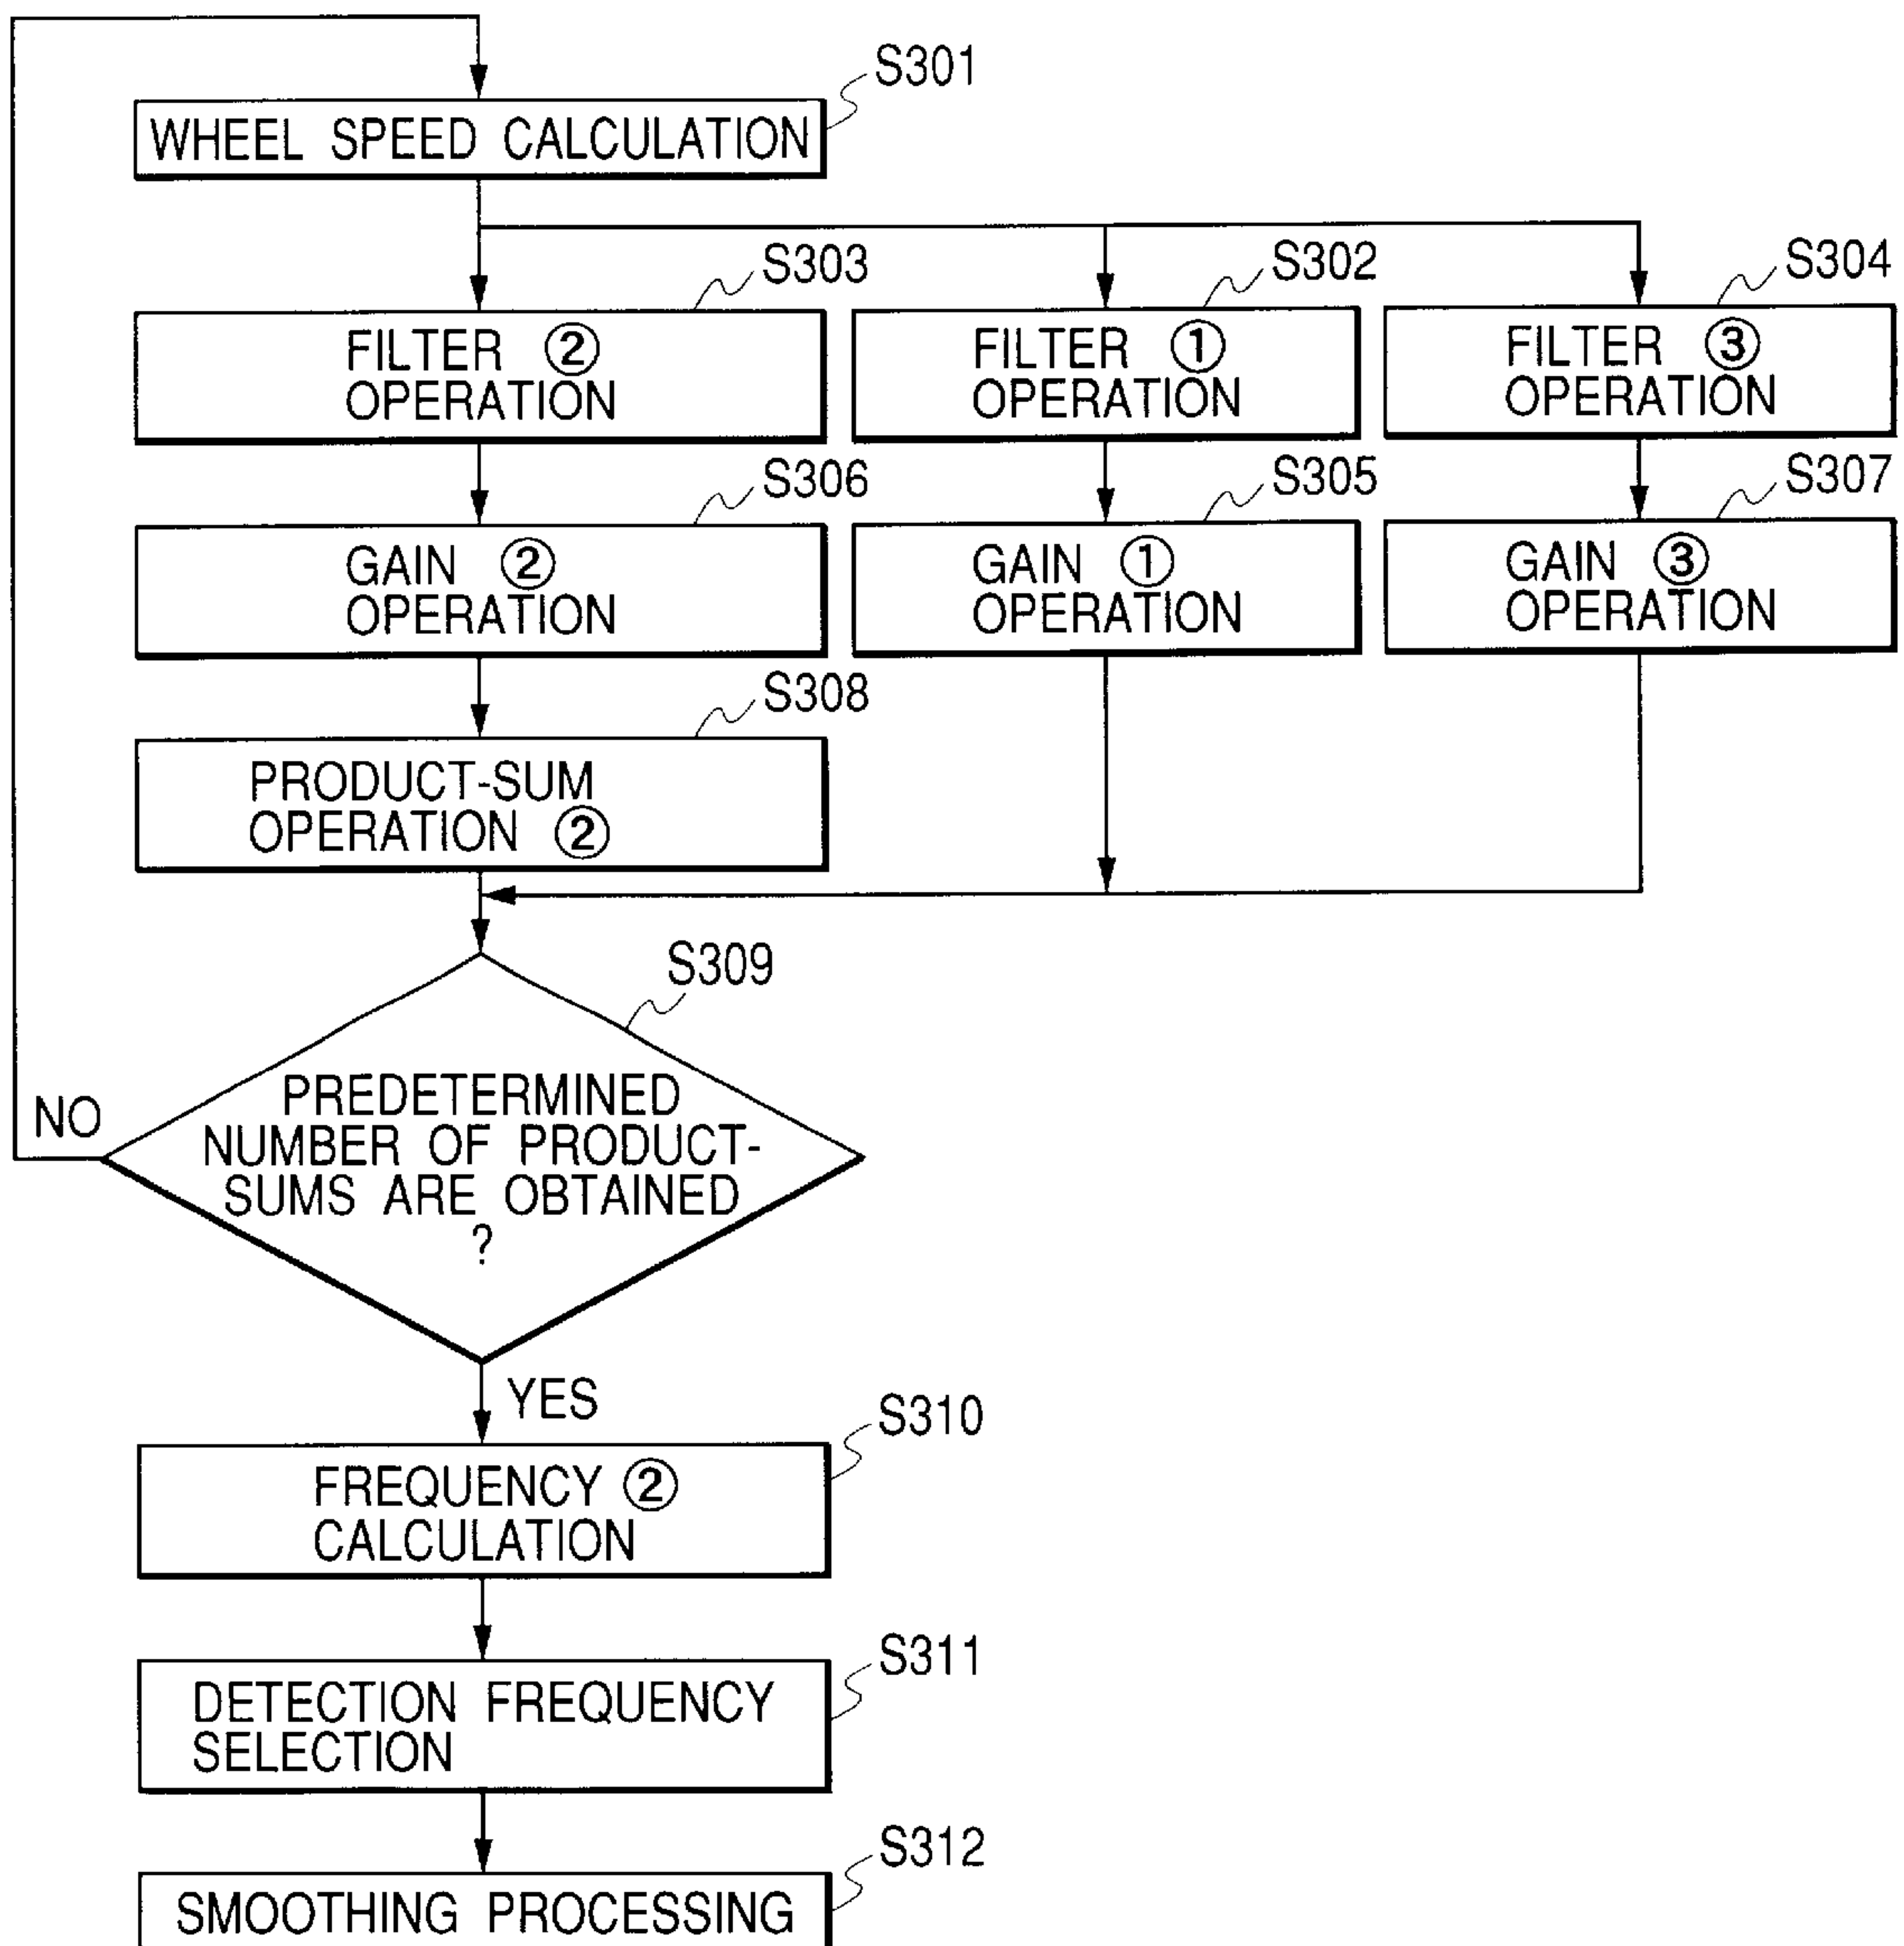 S301
WHEEL SPEED CALCULATION
S303
S302
S304
FILTER ②
OPERATION
FILTER ①
OPERATION
FILTER ③
OPERATION
S306
S305
S307
GAIN ②
OPERATION
GAIN ①
OPERATION
GAIN ③
OPERATION
S308
PRODUCT-SUM
OPERATION ②
S309
PREDETERMINED
NUMBER OF PRODUCT-
SUMS ARE OBTAINED
?
NO
YES
S310
FREQUENCY ②
CALCULATION
S311
DETECTION FREQUENCY
SELECTION
S312
SMOOTHING PROCESSING